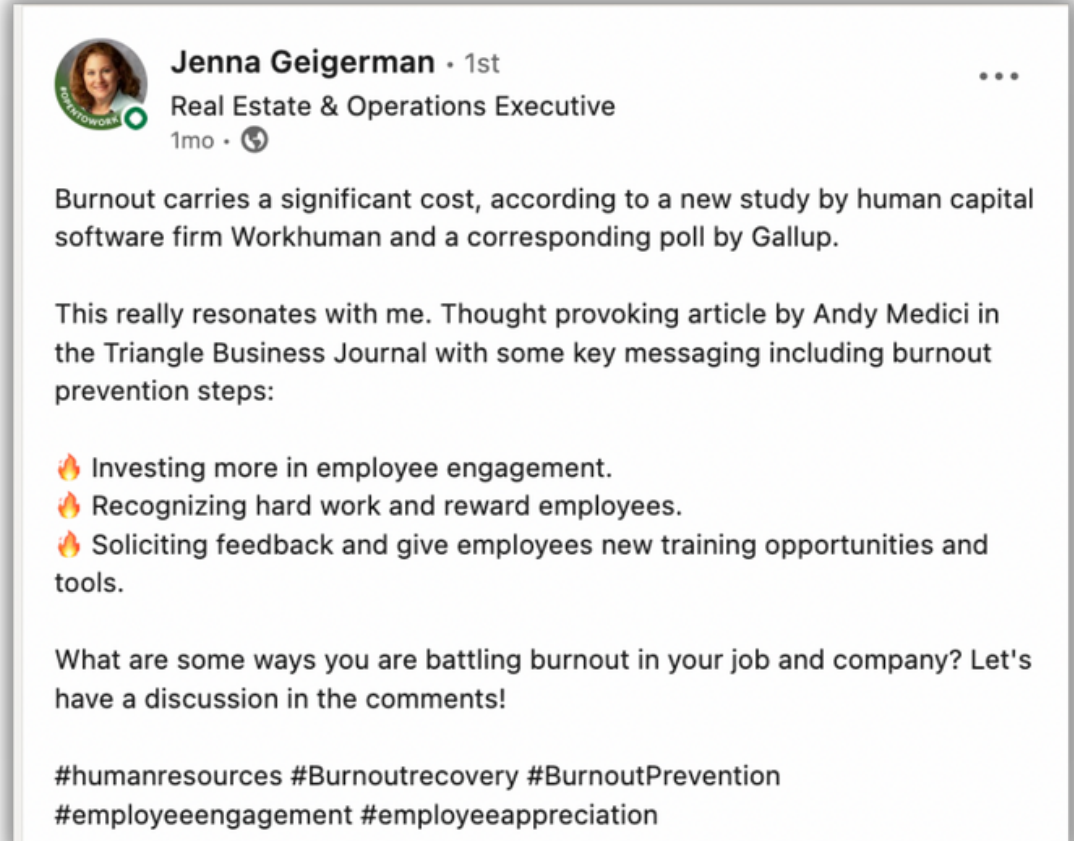 Jenna Geigerman • 1st
Real Estate & Operations Executive
1mo •
#OPENTOWORK
Burnout carries a significant cost, according to a new study by human capital
software firm Workhuman and a corresponding poll by Gallup.
This really resonates with me. Thought provoking article by Andy Medici in
the Triangle Business Journal with some key messaging including burnout
prevention steps:
🔥 Investing more in employee engagement.
🔥 Recognizing hard work and reward employees.
🔥 Soliciting feedback and give employees new training opportunities and
tools.
What are some ways you are battling burnout in your job and company? Let's
have a discussion in the comments!
#humanresources #Burnoutrecovery #BurnoutPrevention
#employeeengagement #employeeappreciation